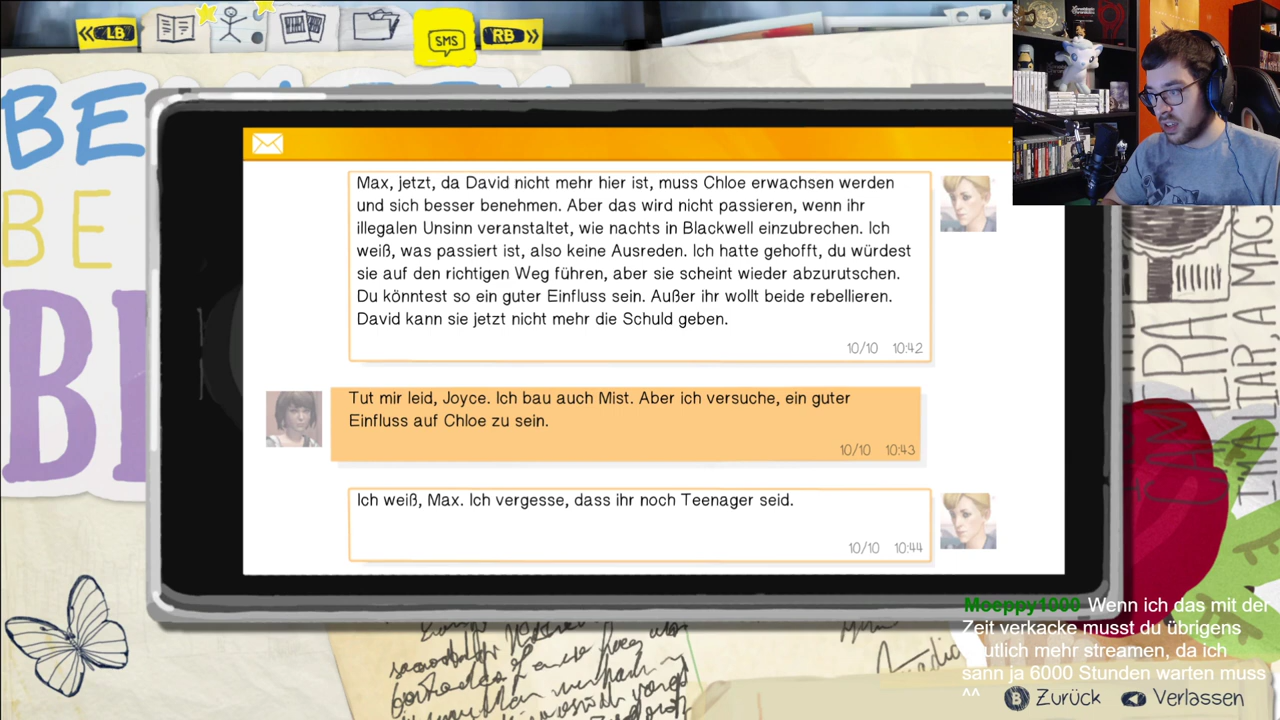 LB
SMS
RB
BE
BE
Max, jetzt, da David nicht mehr hier ist, muss Chloe erwachsen werden
und sich besser benehmen. Aber das wird nicht passieren, wenn ihr
illegalen Unsinn veranstaltet, wie nachts in Blackwell einzubrechen. Ich
weiß, was passiert ist, also keine Ausreden. Ich hatte gehofft, du würdest
sie auf den richtigen Weg führen, aber sie scheint wieder abzurutschen.
Du könntest so ein guter Einfluss sein. Außer ihr wollt beide rebellieren.
David kann sie jetzt nicht mehr die Schuld geben.
10/10 10:42
Tut mir leid, Joyce. Ich bau auch Mist. Aber ich versuche, ein guter
Einfluss auf Chloe zu sein.
10/10 10:43
Ich weiß, Max. Ich vergesse, dass ihr noch Teenager seid.
10/10 10:44
Moeppy1000 Wenn ich das mit der
Zeit verkacke musst du übrigens
mehr streamen, da ich
sann ja 6000 Stunden warten muss
^^
B Zurück Verlassen